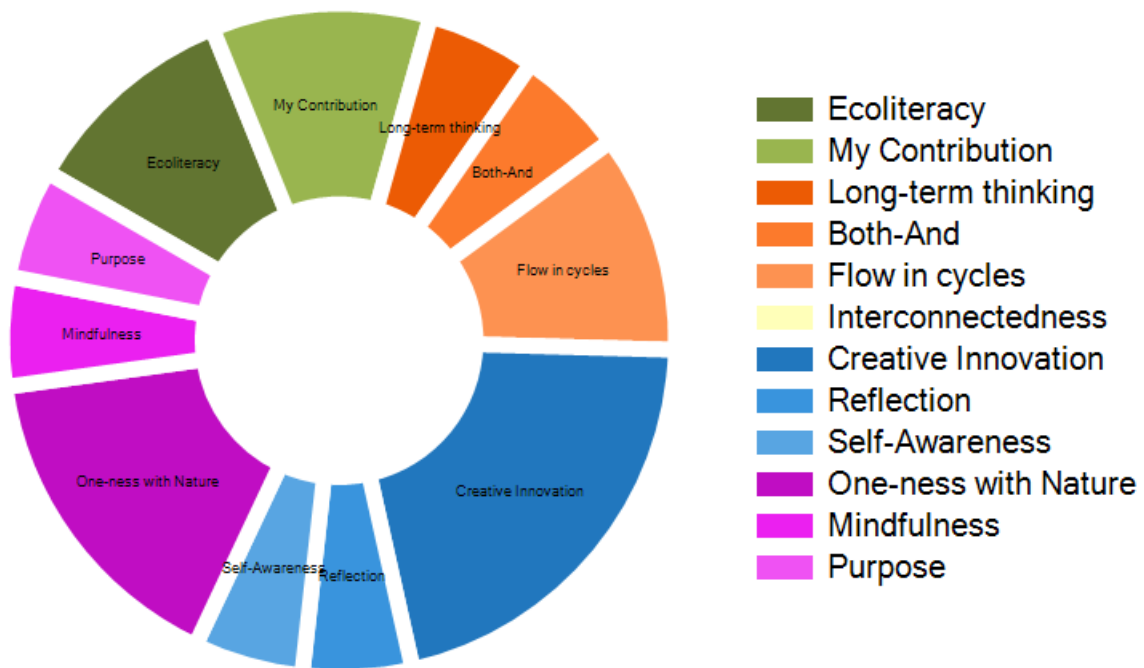 My Contribution
Long-term thinking
Ecoliteracy
Both-And
Purpose
Flow in cycles
Mindfulness
One-ness with Nature
Creative Innovation
Self-Awareness
Reflection
Ecoliteracy
My Contribution
Long-term thinking
Both-And
Flow in cycles
Interconnectedness
Creative Innovation
Reflection
Self-Awareness
One-ness with Nature
Mindfulness
Purpose